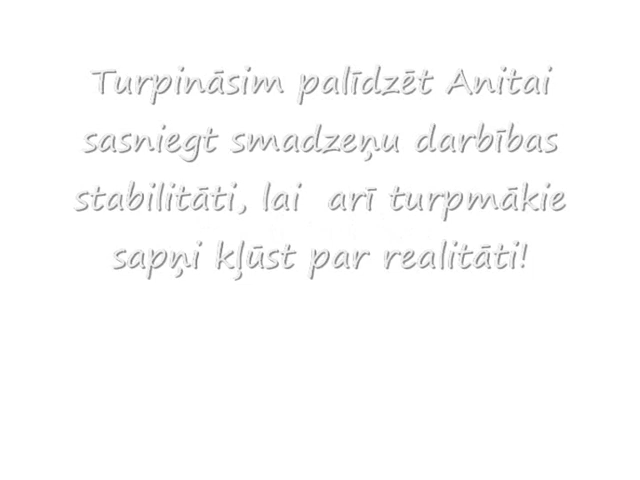 Turpināsim palīdzēt Anitai
sasniegt smadzeņu darbības
stabilitāti, lai  arī turpmākie
sapņi kļūst par realitāti!